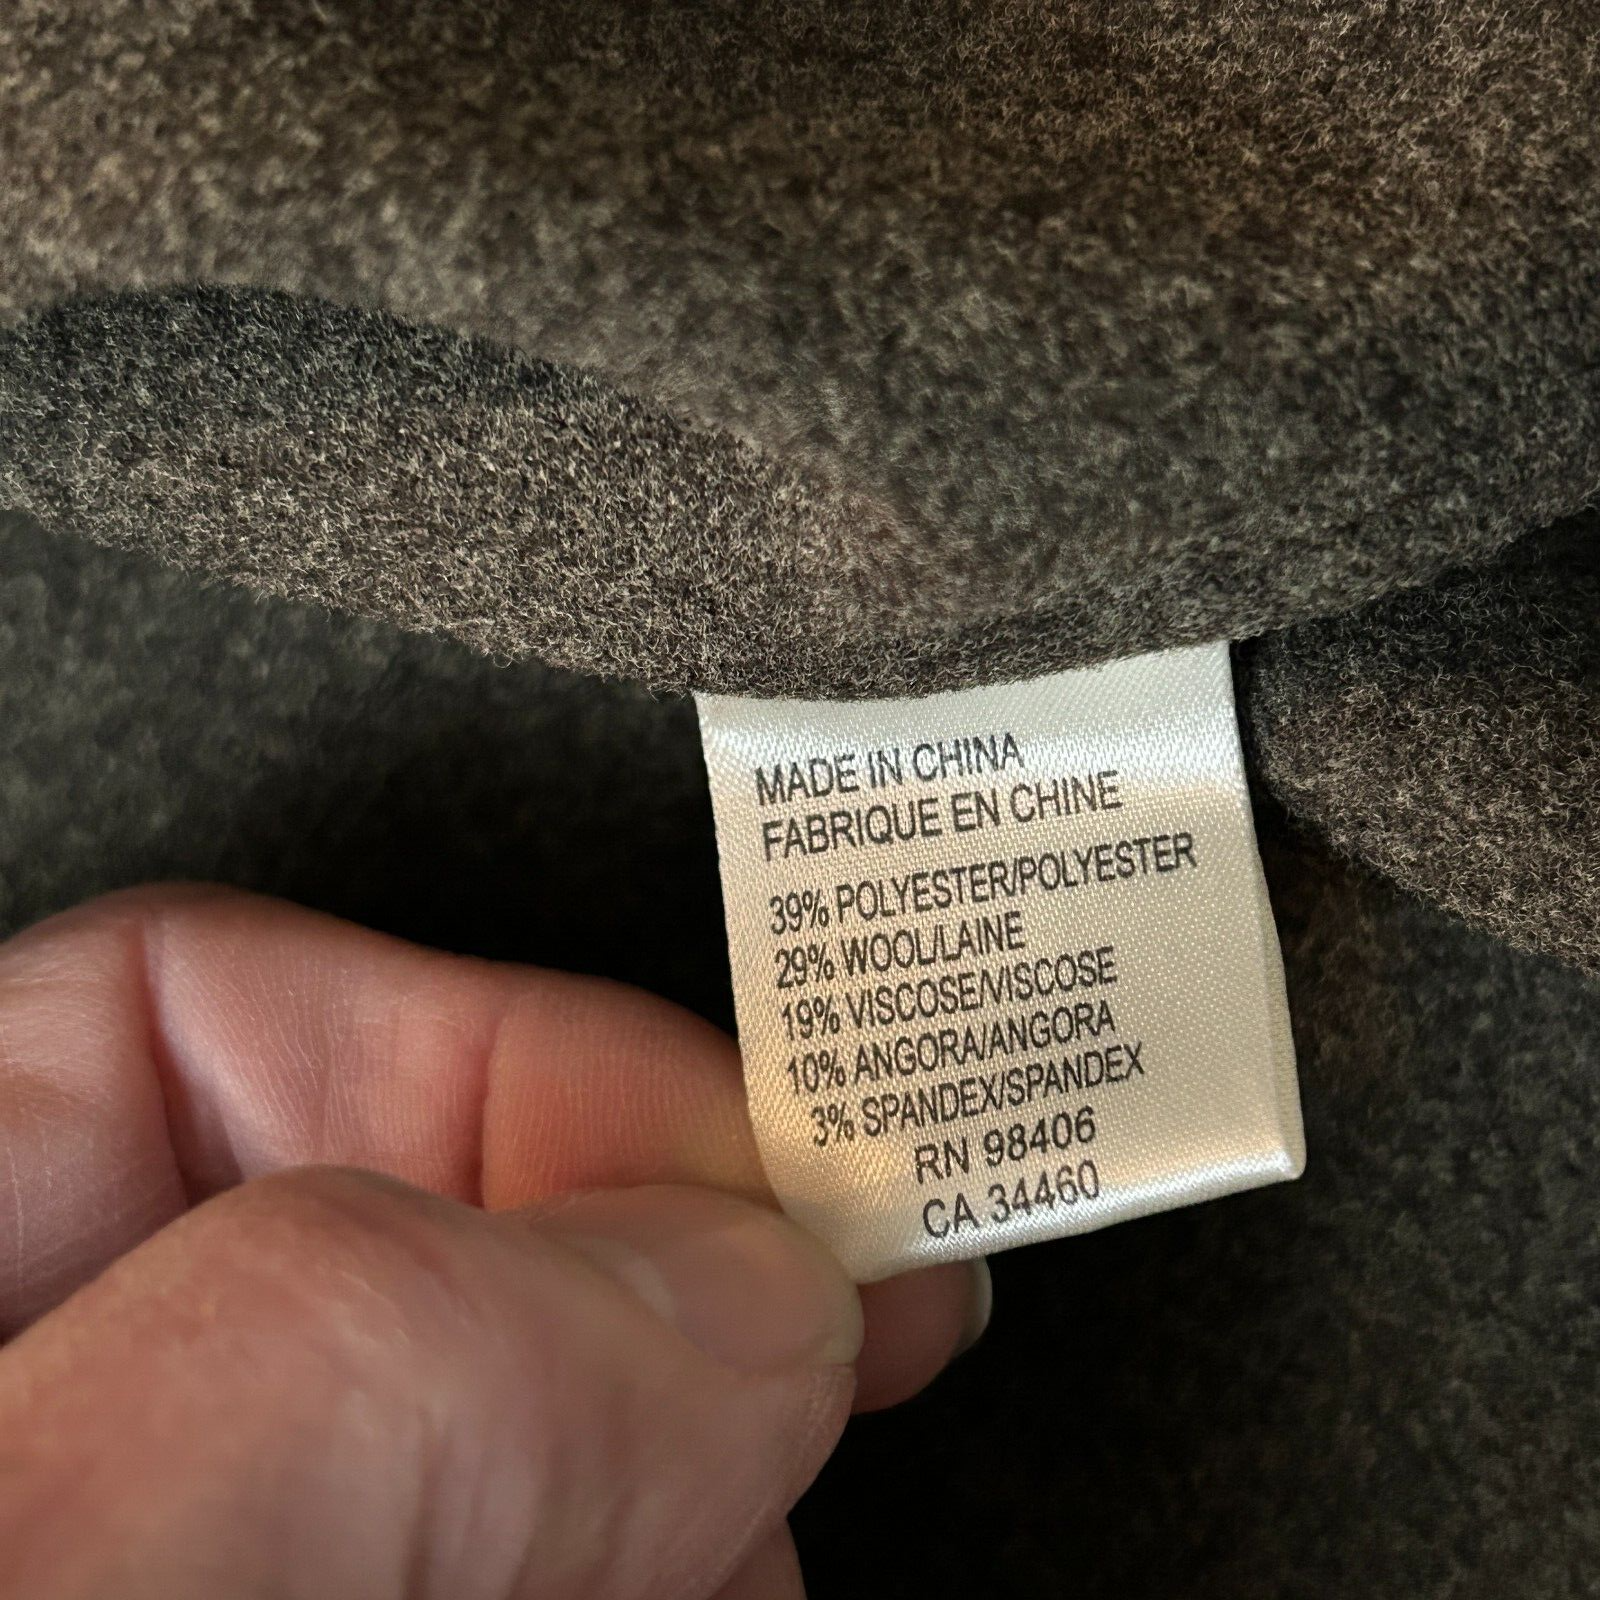 MADE IN CHINA
FABRIQUE EN CHINE
39% POLYESTER/POLYESTER
29% WOOL/LAINE
19% VISCOSE/VISCOSE
10% ANGORA/ANGORA
3% SPANDEX/SPANDEX
RN 98406
CA 34460